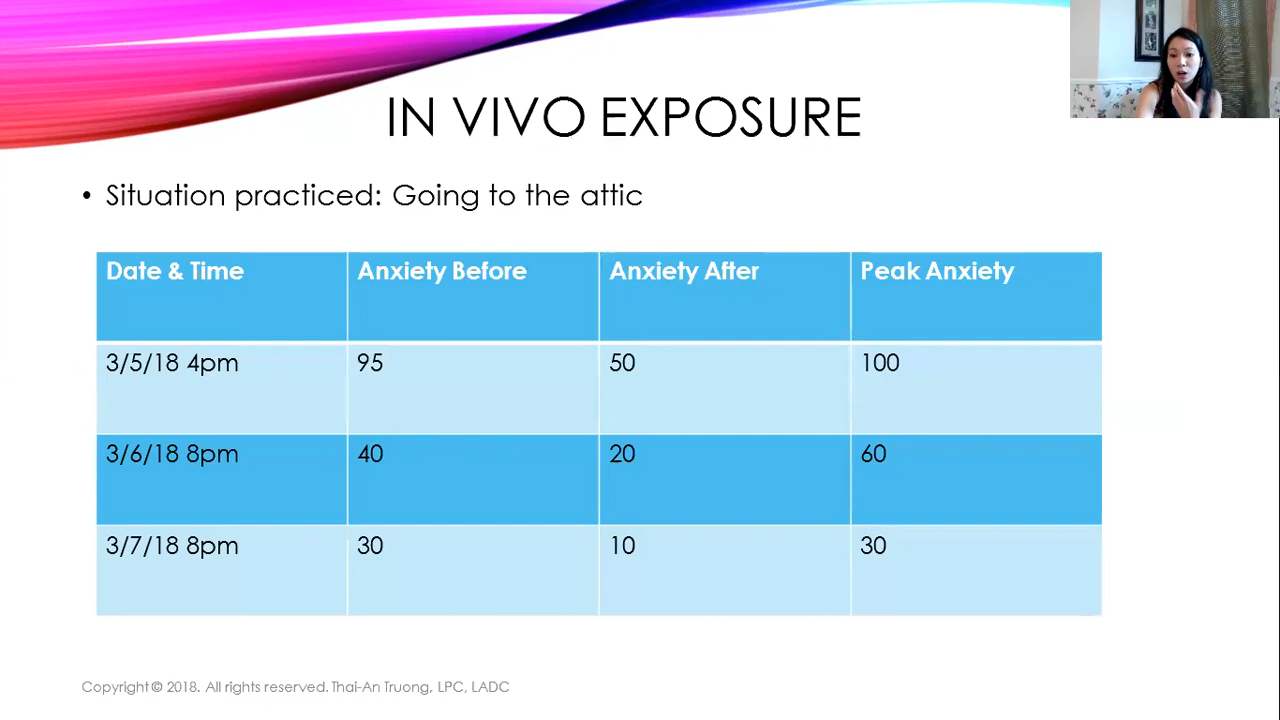 IN VIVO EXPOSURE
• Situation practiced: Going to the attic
Date & Time Anxiety Before Anxiety After Peak Anxiety
3/5/18 4pm 95 50 100
3/6/18 8pm 40 20 60
3/7/18 8pm 30 10 30
Copyright © 2018. All rights reserved. Thai-An Truong, LPC, LADC